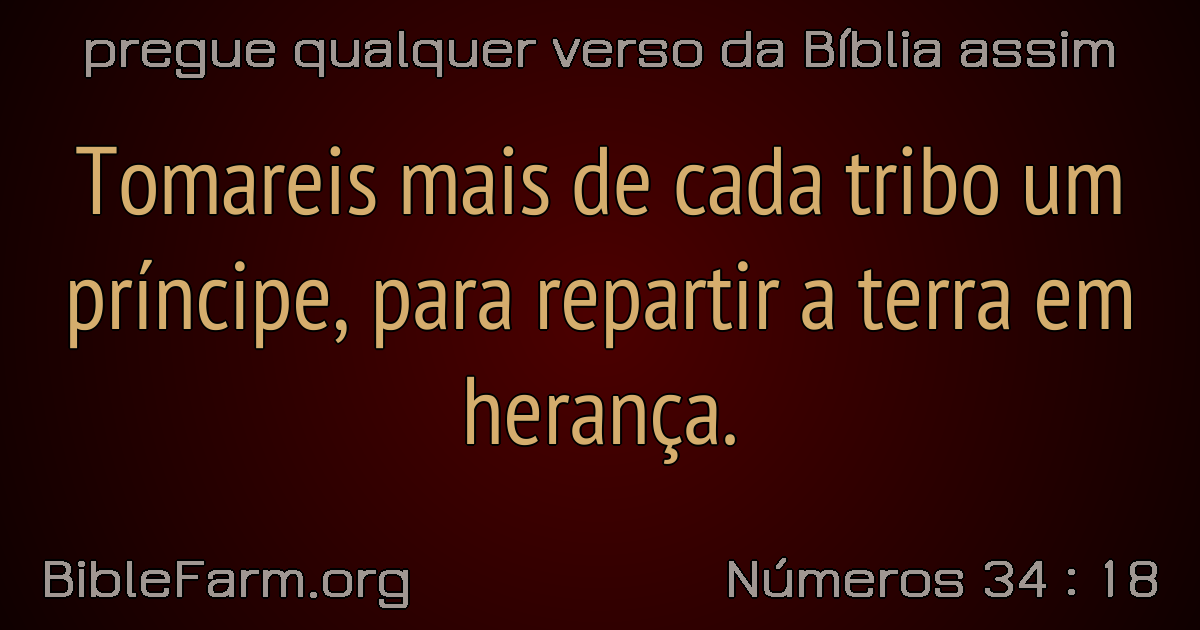 pregue qualquer verso da Bíblia assim
Tomareis mais de cada tribo um
príncipe, para repartir a terra em
herança.
BibleFarm.org
Números 34 : 18